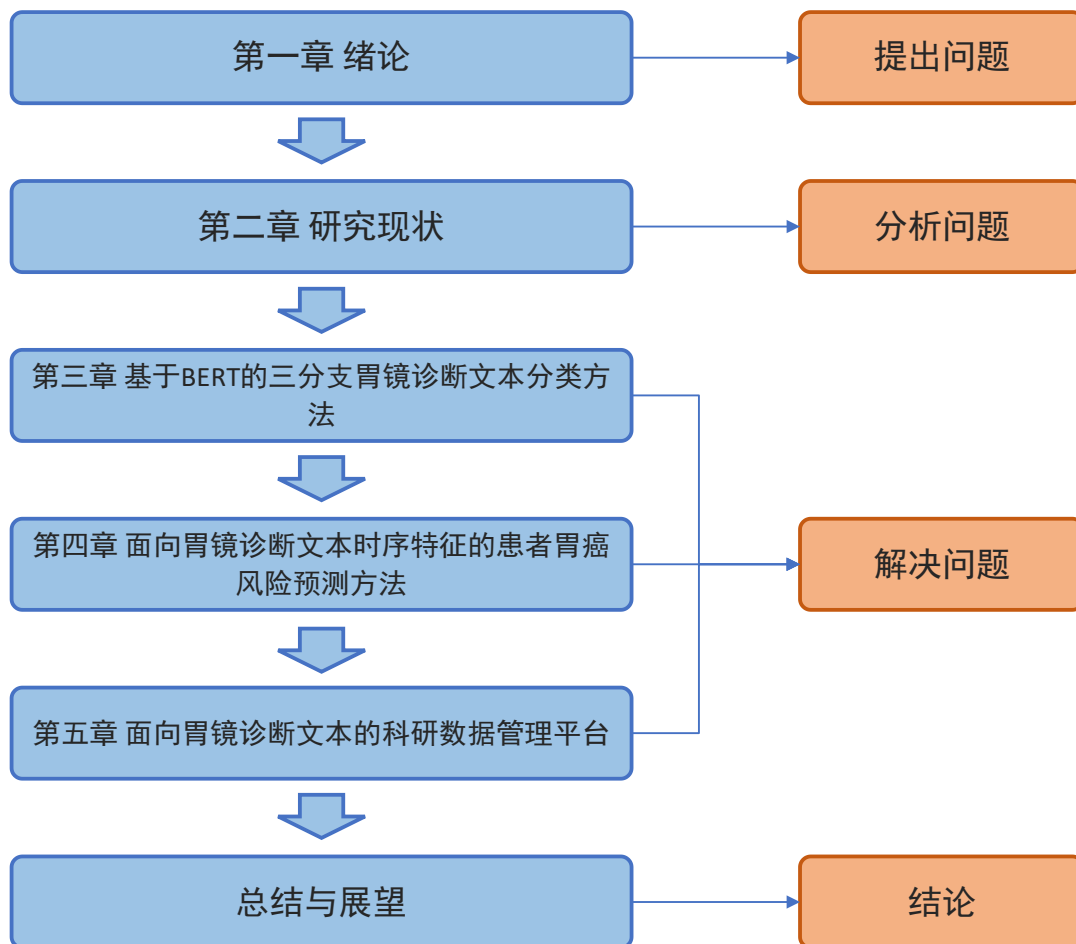 第一章 绪论
提出问题
第二章 研究现状
分析问题
第三章 基于BERT的三分支胃镜诊断文本分类方
法
第四章 面向胃镜诊断文本时序特征的患者胃癌
风险预测方法
解决问题
第五章 面向胃镜诊断文本的科研数据管理平台
总结与展望
结论